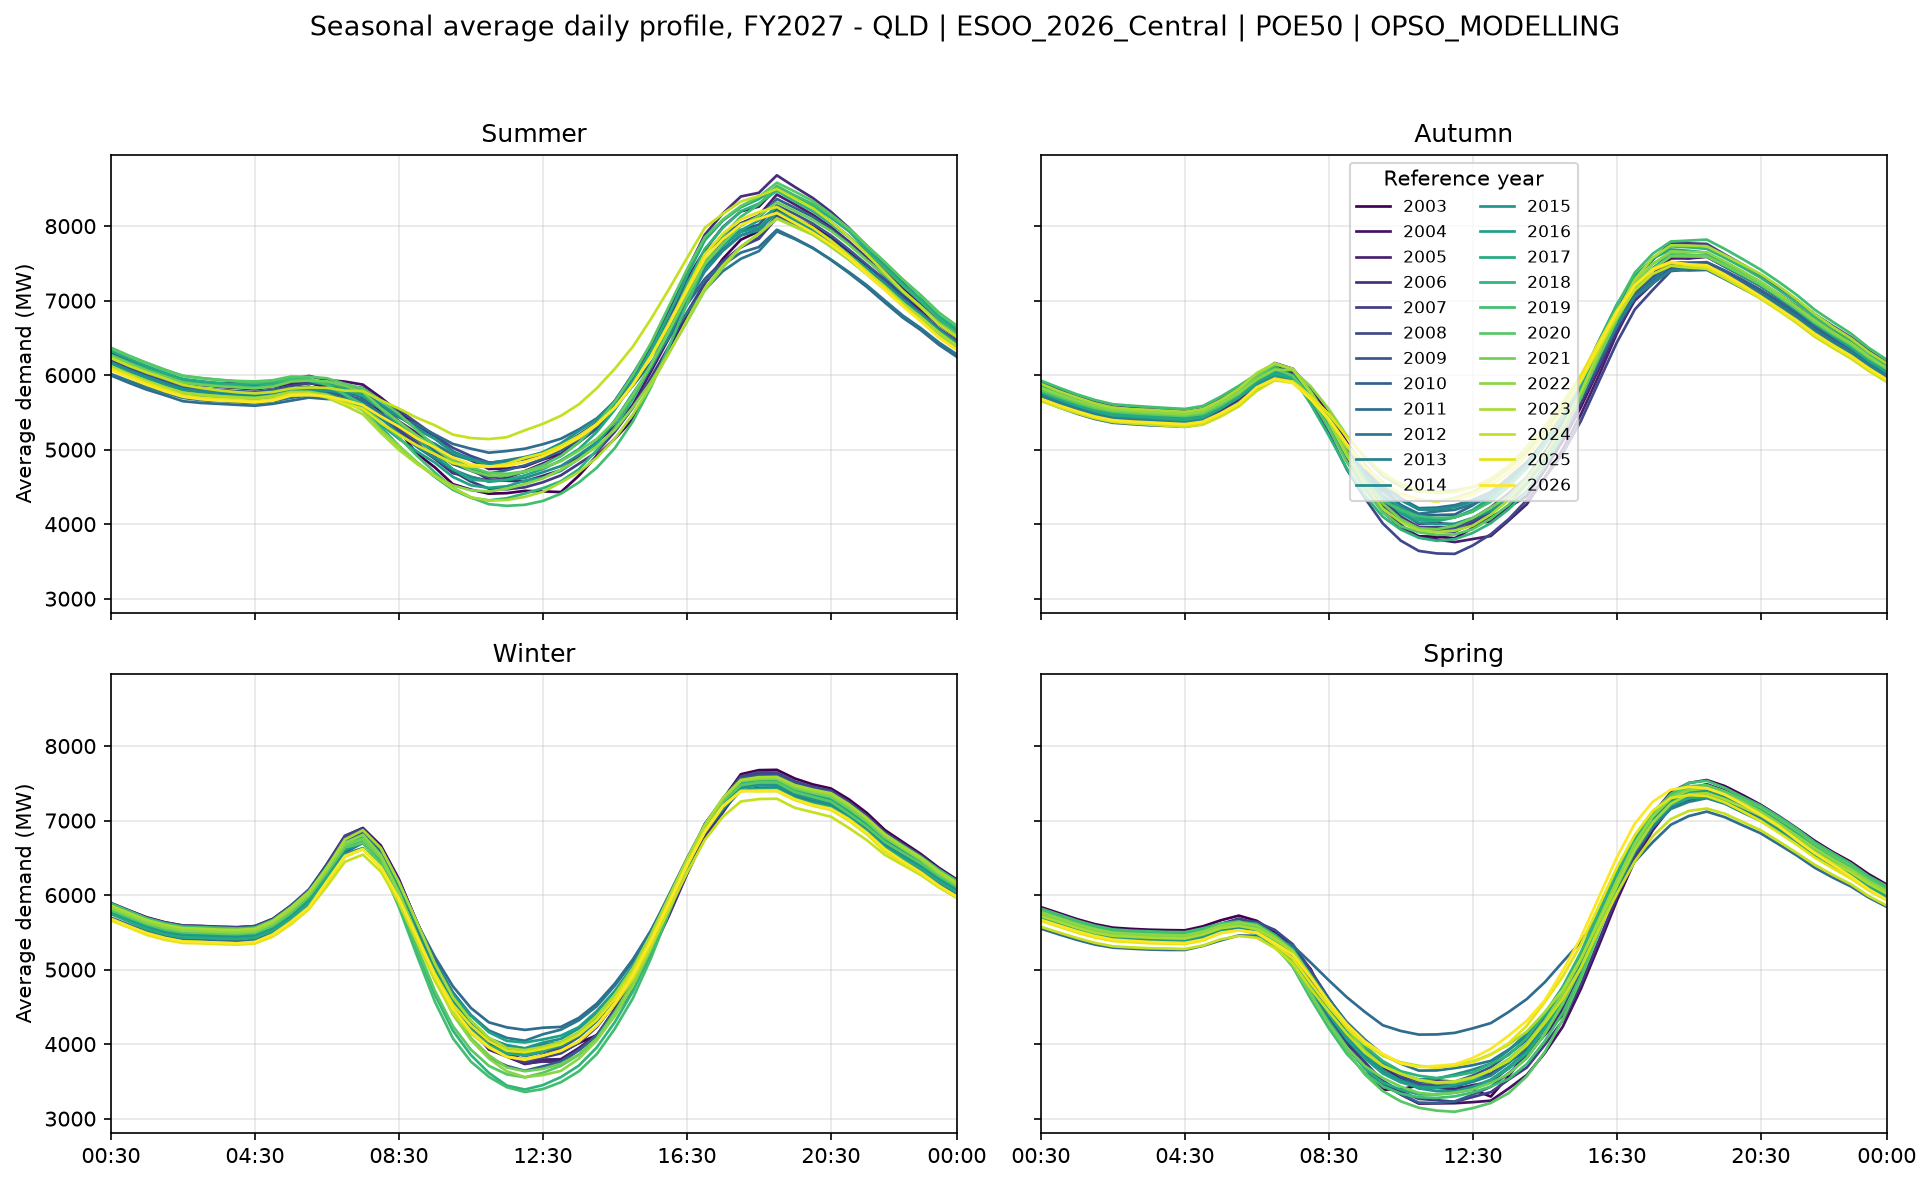 Seasonal average daily profile, FY2027 - QLD | ESOO_2026_Central | POE50 | OPSO_MODELLING
Summer
Average demand (MW)
8000
7000
6000
5000
4000
3000
Autumn
Reference year
2003 2015
2004 2016
2005 2017
2006 2018
2007 2019
2008 2020
2009 2021
2010 2022
2011 2023
2012 2024
2013 2025
2014 2026
Winter
Average demand (MW)
8000
7000
6000
5000
4000
3000
00:30 04:30 08:30 12:30 16:30 20:30 00:00
Spring
00:30 04:30 08:30 12:30 16:30 20:30 00:00